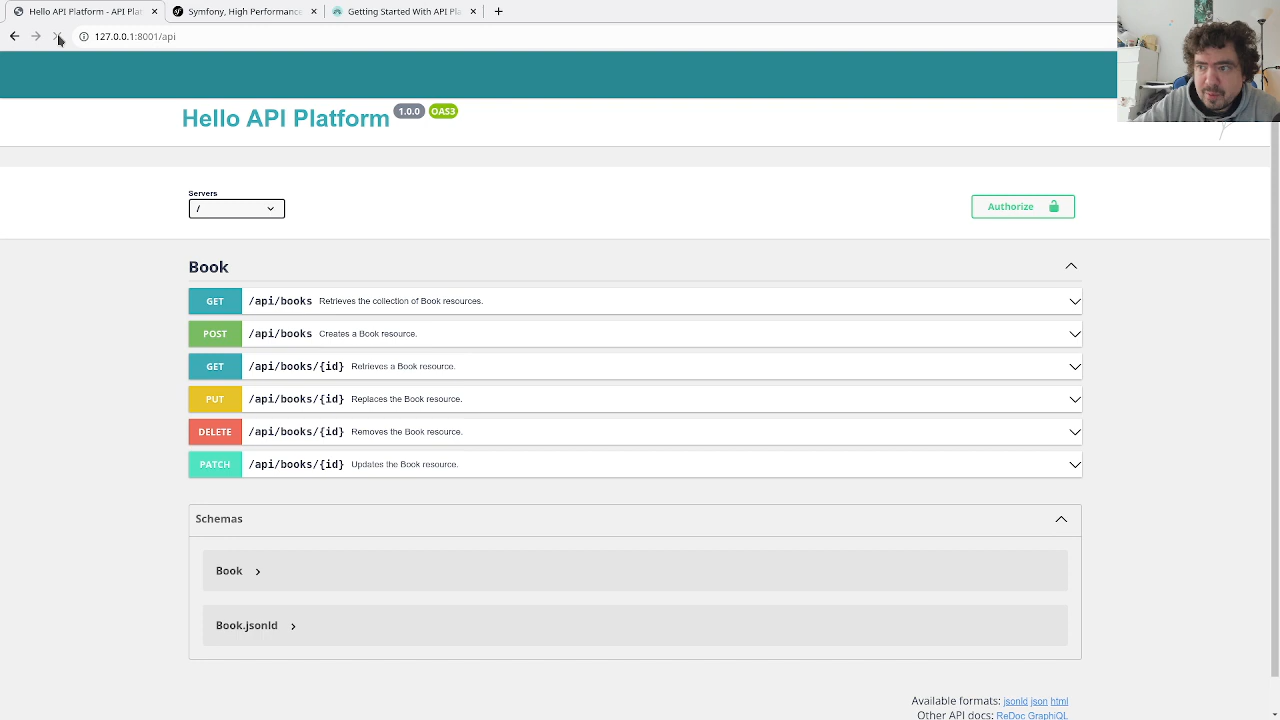 Hello API Platform - API Plat
Symfony, High Performance
Getting Started With API Pla
127.0.0.1:8001/api
Hello API Platform 1.0.0 OAS3
Servers
/
Authorize
Book
GET /api/books Retrieves the collection of Book resources.
POST /api/books Creates a Book resource.
GET /api/books/{id} Retrieves a Book resource.
PUT /api/books/{id} Replaces the Book resource.
DELETE /api/books/{id} Removes the Book resource.
PATCH /api/books/{id} Updates the Book resource.
Schemas
Book
Book.jsonld
Available formats: jsonld json html
Other API docs: ReDoc GraphiQL